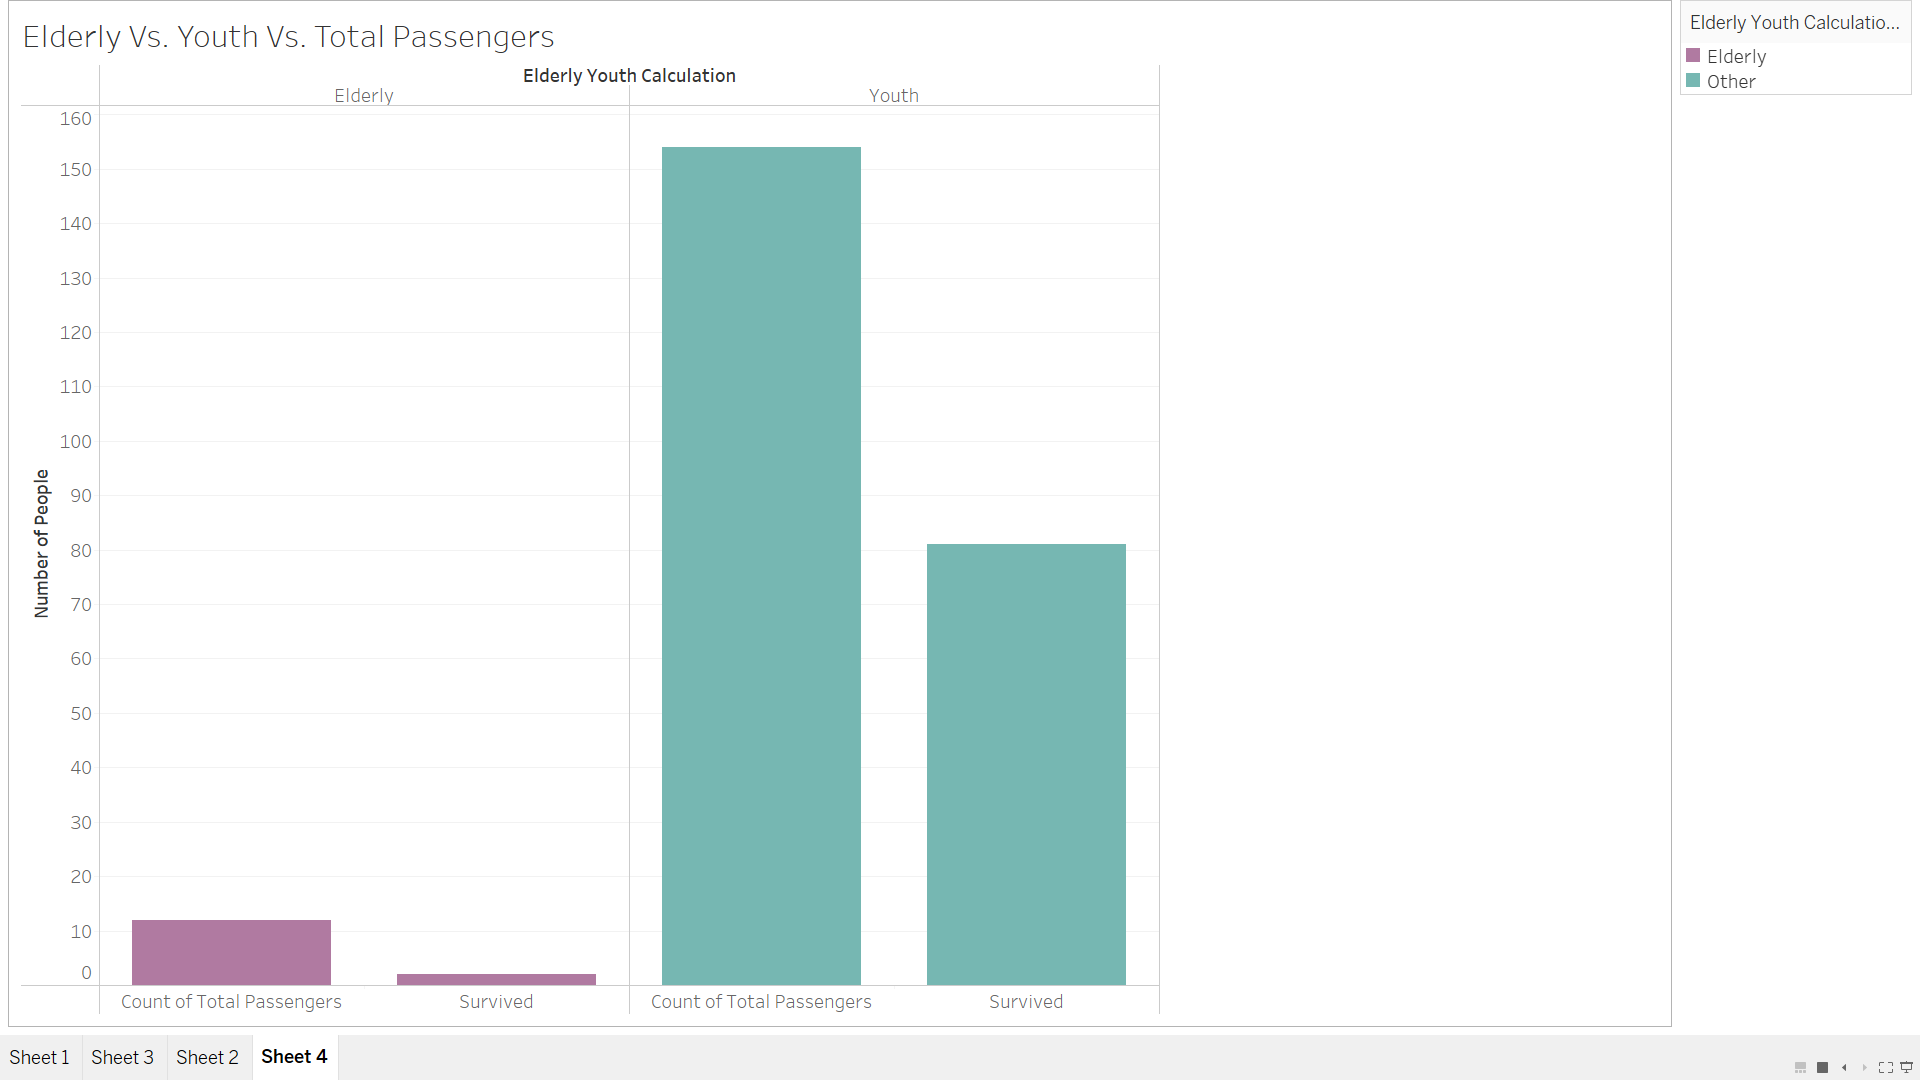 Elderly Vs. Youth Vs. Total Passengers
Elderly Youth Calculation
Elderly
Youth
160
150
140
130
120
110
100
90
80
70
60
50
40
30
20
10
0
Number of People
Count of Total Passengers
Survived
Count of Total Passengers
Survived
Elderly Youth Calculatio...
Elderly
Other
Sheet 1
Sheet 3
Sheet 2
Sheet 4